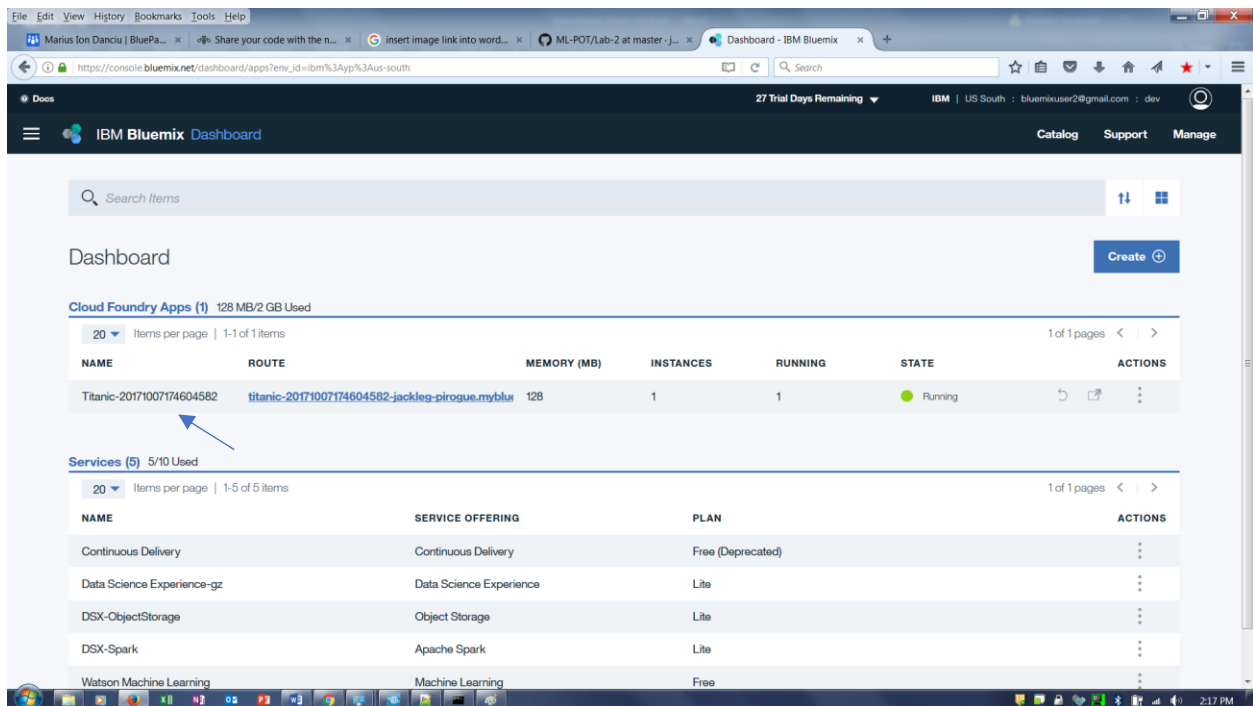 File Edit View History Bookmarks Tools Help
Marius Ion Danciu | BluePa... × Share your code with the n... × insert image link into word... × ML-POT/Lab-2 at master · j... × Dashboard - IBM Bluemix × +
https://console.bluemix.net/dashboard/apps?env_id=ibm%3Ayp%3Aus-south Search
Docs 27 Trial Days Remaining IBM | US South : bluemixuser2@gmail.com : dev
IBM Bluemix Dashboard Catalog Support Manage
Search Items
Dashboard Create
Cloud Foundry Apps (1) 128 MB/2 GB Used
20 Items per page | 1-1 of 1 items 1 of 1 pages < | >
NAME ROUTE MEMORY (MB) INSTANCES RUNNING STATE ACTIONS
Titanic-20171007174604582 titanic-20171007174604582-jackleg-pirogue.myblu 128 1 1 Running
Services (5) 5/10 Used
20 Items per page | 1-5 of 5 items 1 of 1 pages < | >
NAME SERVICE OFFERING PLAN ACTIONS
Continuous Delivery Continuous Delivery Free (Deprecated)
Data Science Experience-gz Data Science Experience Lite
DSX-ObjectStorage Object Storage Lite
DSX-Spark Apache Spark Lite
Watson Machine Learning Machine Learning Free
2:17 PM